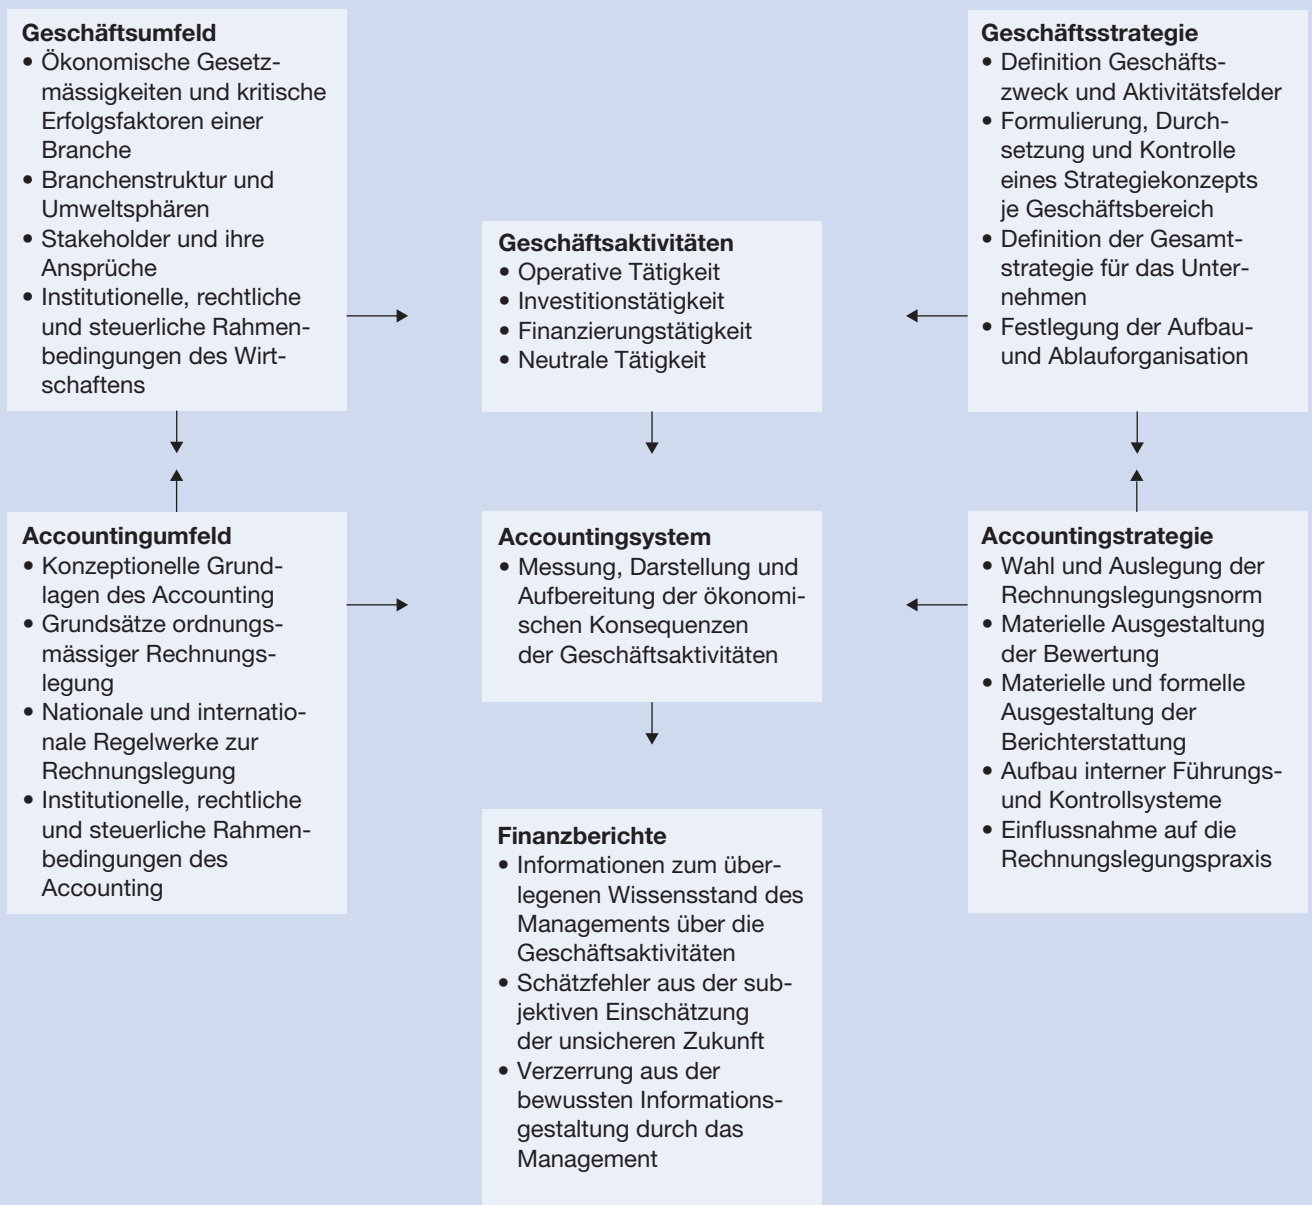 Geschäftsumfeld
• Ökonomische Gesetz-
mässigkeiten und kritische
Erfolgsfaktoren einer
Branche
• Branchenstruktur und
Umweltsphären
• Stakeholder und ihre
Ansprüche
• Institutionelle, rechtliche
und steuerliche Rahmen-
bedingungen des Wirt-
schaftens
Geschäftsaktivitäten
• Operative Tätigkeit
• Investitionstätigkeit
• Finanzierungstätigkeit
• Neutrale Tätigkeit
Geschäftsstrategie
• Definition Geschäfts-
zweck und Aktivitätsfelder
• Formulierung, Durch-
setzung und Kontrolle
eines Strategiekonzepts
je Geschäftsbereich
• Definition der Gesamt-
strategie für das Unter-
nehmen
• Festlegung der Aufbau-
und Ablauforganisation
Accountingumfeld
• Konzeptionelle Grund-
lagen des Accounting
• Grundsätze ordnungs-
mässiger Rechnungs-
legung
• Nationale und internatio-
nale Regelwerke zur
Rechnungslegung
• Institutionelle, rechtliche
und steuerliche Rahmen-
bedingungen des
Accounting
Accountingsystem
• Messung, Darstellung und
Aufbereitung der ökonomi-
schen Konsequenzen
der Geschäftsaktivitäten
Accountingstrategie
• Wahl und Auslegung der
Rechnungslegungsnorm
• Materielle Ausgestaltung
der Bewertung
• Materielle und formelle
Ausgestaltung der
Berichterstattung
• Aufbau interner Führungs-
und Kontrollsysteme
• Einflussnahme auf die
Rechnungslegungspraxis
Finanzberichte
• Informationen zum über-
legenen Wissensstand des
Managements über die
Geschäftsaktivitäten
• Schätzfehler aus der sub-
jektiven Einschätzung
der unsicheren Zukunft
• Verzerrung aus der
bewussten Informations-
gestaltung durch das
Management